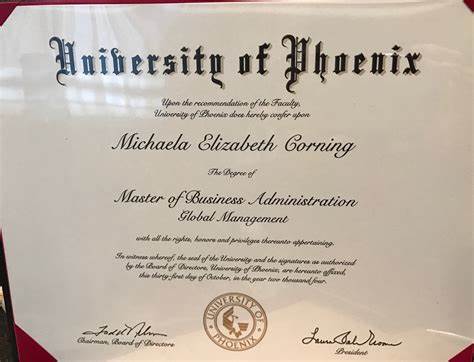 University of Phoenix
Upon the recommendation of the Faculty,
University of Phoenix does hereby confer upon
Michaela Elizabeth Corning
The Degree of
Master of Business Administration
Global Management
with all the rights, honors and privileges thereunto appertaining.
In witness whereof, the seal of the University and the signatures as authorized
by the Board of Directors, University of Phoenix, are hereunto affixed,
this thirty-first day of October, in the year two thousand four.
UNIVERSITY OF
PHOENIX
Chairman, Board of Directors
President